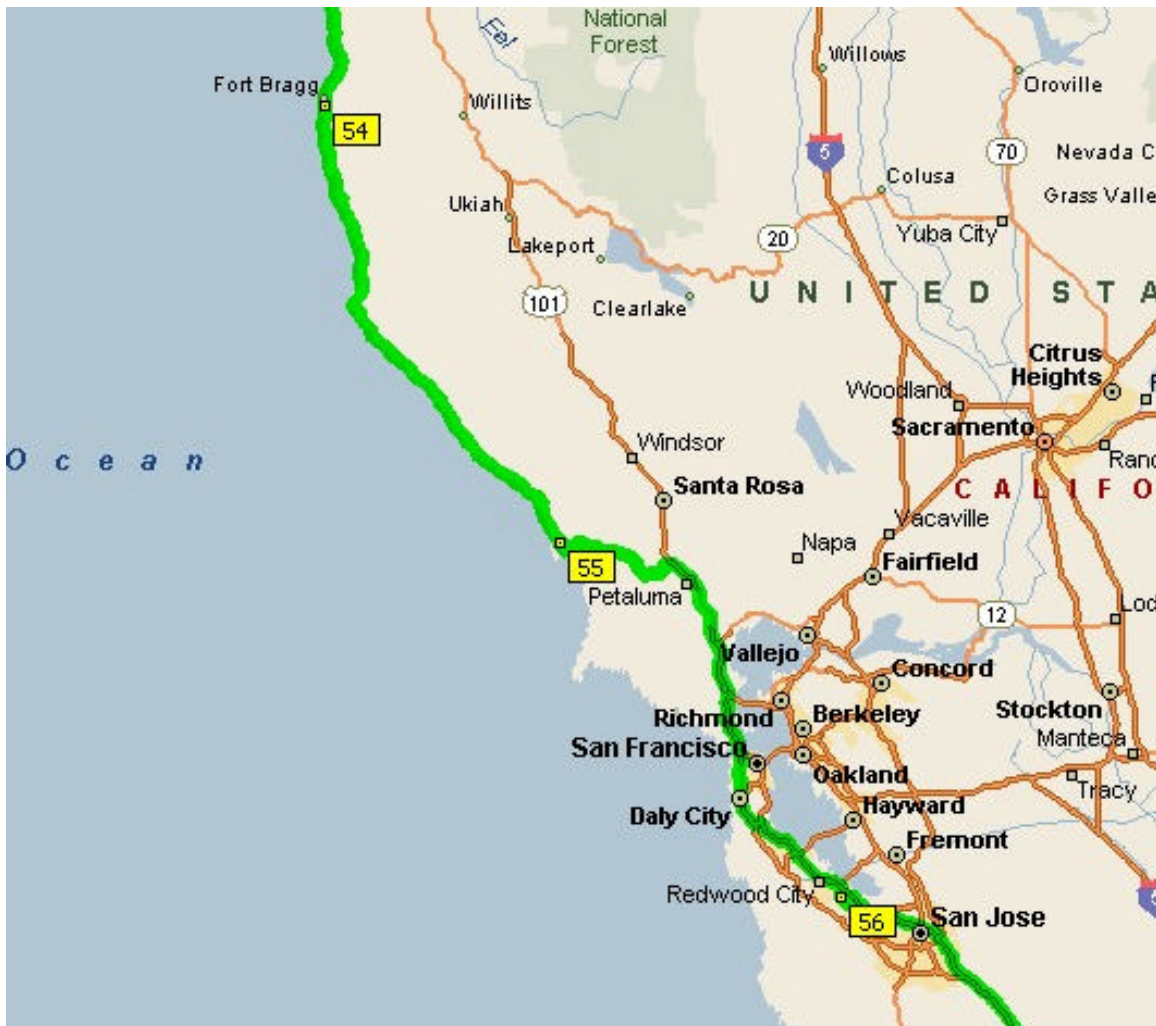 National
Forest
Eel
Willows
Oroville
Fort Bragg
Willits
54
5
70
Nevada C
Colusa
Grass Valle
Ukiah
Yuba City
20
Lakeport
UNITED STA
101
Clearlake
Citrus
Heights
Woodland
Sacramento
Windsor
Ocean
Ranc
Santa Rosa
CALIFO
Vacaville
Napa
Fairfield
55
Petaluma
12
Lod
Vallejo
Concord
Richmond
Berkeley
Stockton
San Francisco
Manteca
Oakland
Tracy
Daly City
Hayward
Fremont
Redwood City
56
San Jose